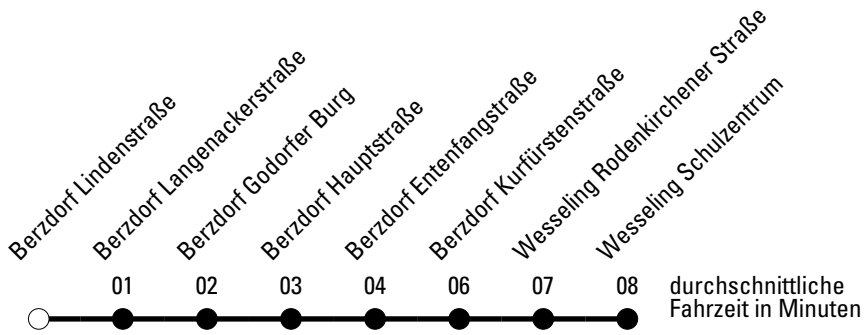 Berzdorf Lindenstraße
Berzdorf Langenackerstraße
Berzdorf Godorfer Burg
Berzdorf Hauptstraße
Berzdorf Entenfangstraße
Berzdorf Kurfürstenstraße
Wesseling Rodenkirchener Straße
Wesseling Schulzentrum
01 02 03 04 06 07 08
durchschnittliche
Fahrzeit in Minuten